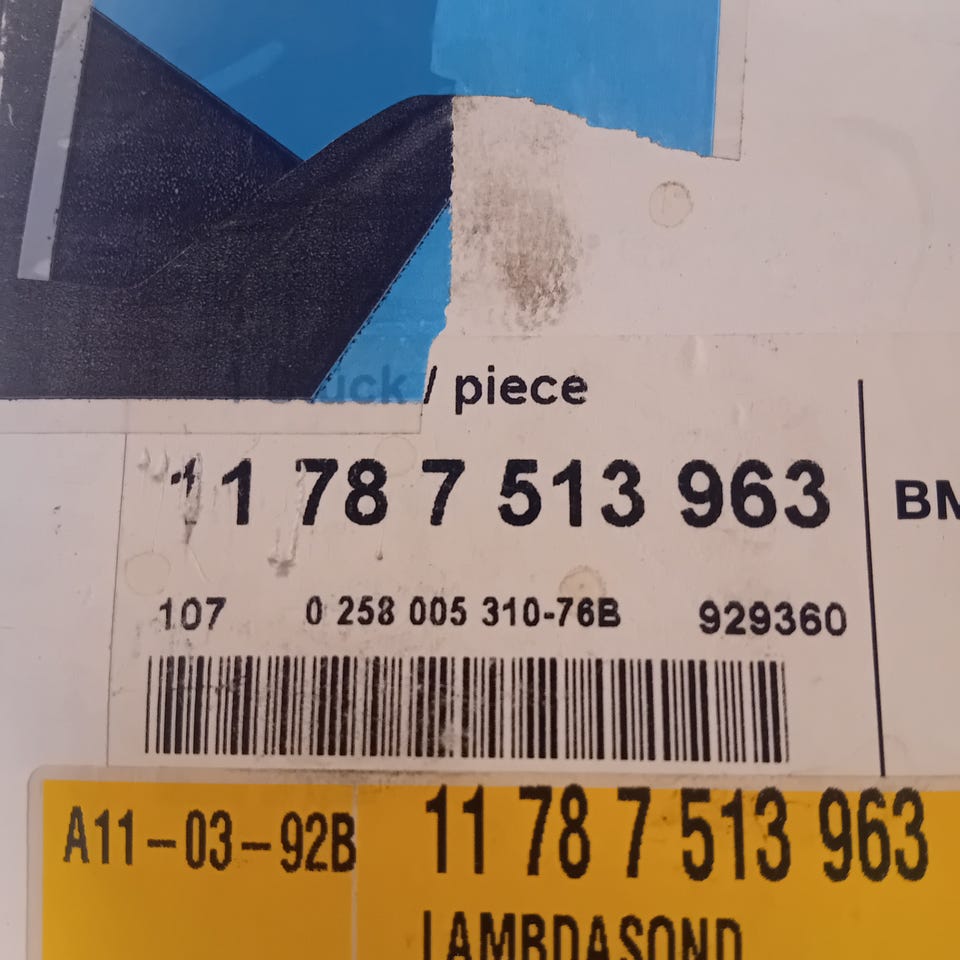 / piece
11 78 7 513 963
BM
107 0 258 005 310-76B 929360
A11-03-92B 11 78 7 513 963
LAMBDASOND